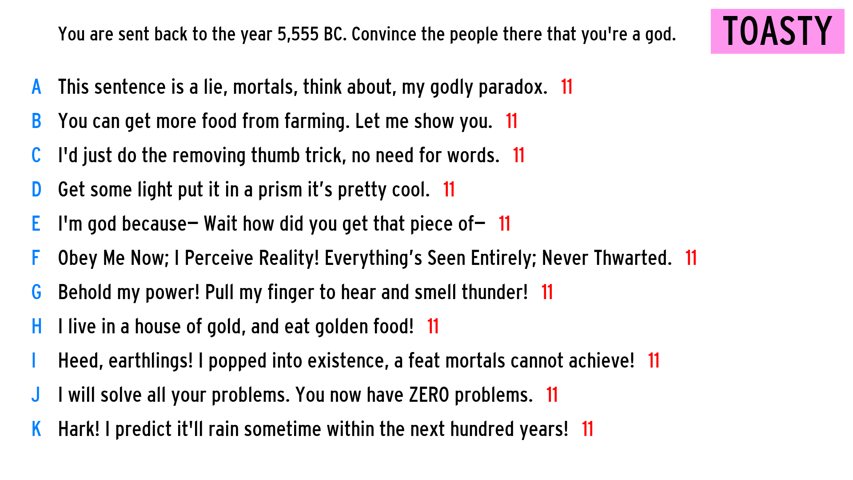 You are sent back to the year 5,555 BC. Convince the people there that you're a god.
TOASTY
A This sentence is a lie, mortals, think about, my godly paradox. 11
B You can get more food from farming. Let me show you. 11
C I'd just do the removing thumb trick, no need for words. 11
D Get some light put it in a prism it’s pretty cool. 11
E I'm god because— Wait how did you get that piece of— 11
F Obey Me Now; I Perceive Reality! Everything’s Seen Entirely; Never Thwarted. 11
G Behold my power! Pull my finger to hear and smell thunder! 11
H I live in a house of gold, and eat golden food! 11
I Heed, earthlings! I popped into existence, a feat mortals cannot achieve! 11
J I will solve all your problems. You now have ZERO problems. 11
K Hark! I predict it'll rain sometime within the next hundred years! 11